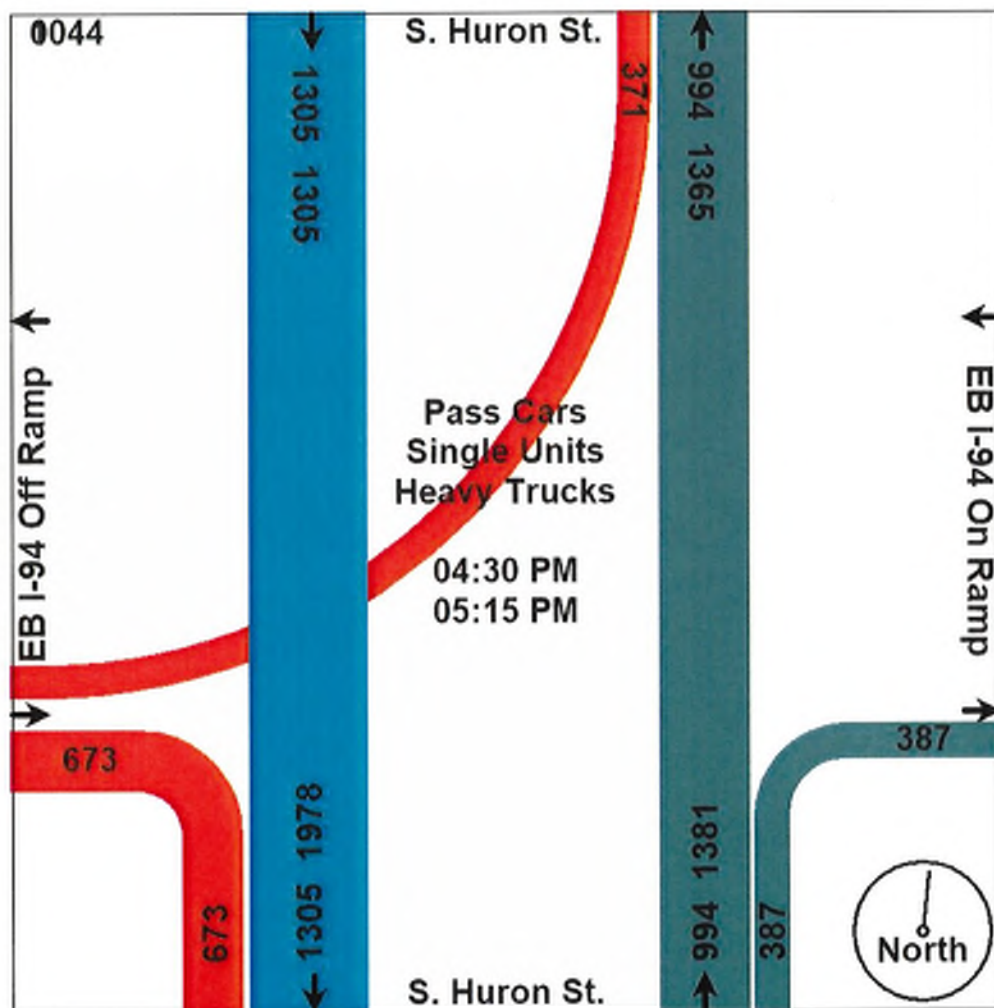 0044
S. Huron St.
1305 1305
371
994 1365
EB I-94 Off Ramp
EB I-94 On Ramp
Pass Cars
Single Units
Heavy Trucks
04:30 PM
05:15 PM
673
387
1305 1978
994 1381
673
387
North
S. Huron St.